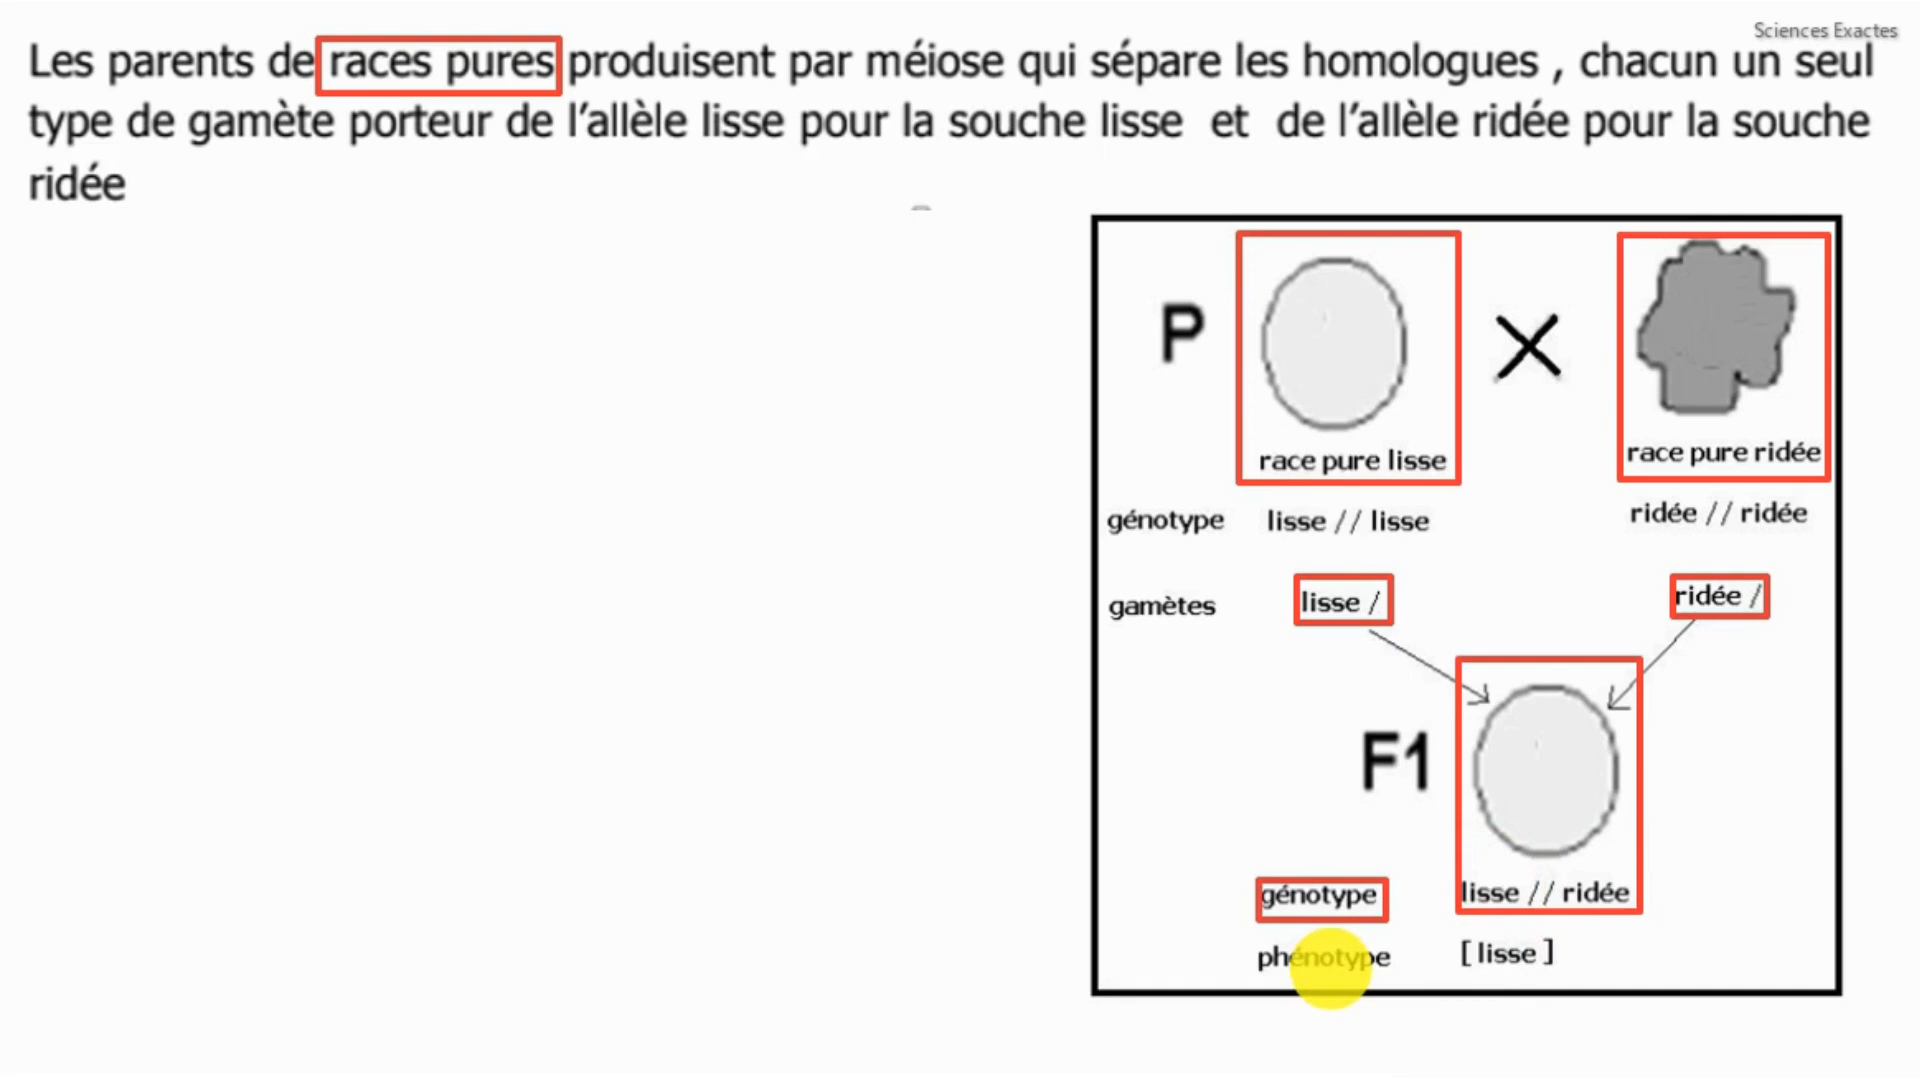 Sciences Exactes
Les parents de races pures produisent par méiose qui sépare les homologues , chacun un seul
type de gamète porteur de l'allèle lisse pour la souche lisse et de l'allèle ridée pour la souche
ridée
P
race pure lisse
race pure ridée
génotype lisse // lisse ridée // ridée
gamètes lisse / ridée /
F1
génotype lisse // ridée
phénotype [ lisse ]